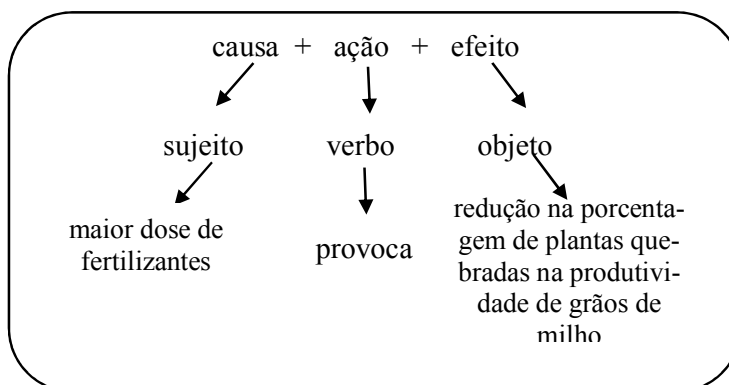 causa + ação + efeito
sujeito verbo objeto
maior dose de
fertilizantes
provoca
redução na porcenta-
gem de plantas que-
bradas na produtivi-
dade de grãos de
milho